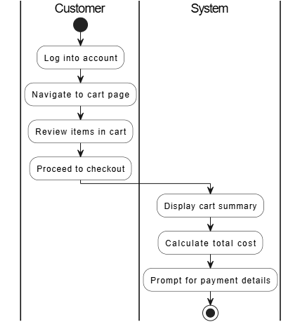 Customer
System
Log into account
Navigate to cart page
Review items in cart
Proceed to checkout
Display cart summary
Calculate total cost
Prompt for payment details